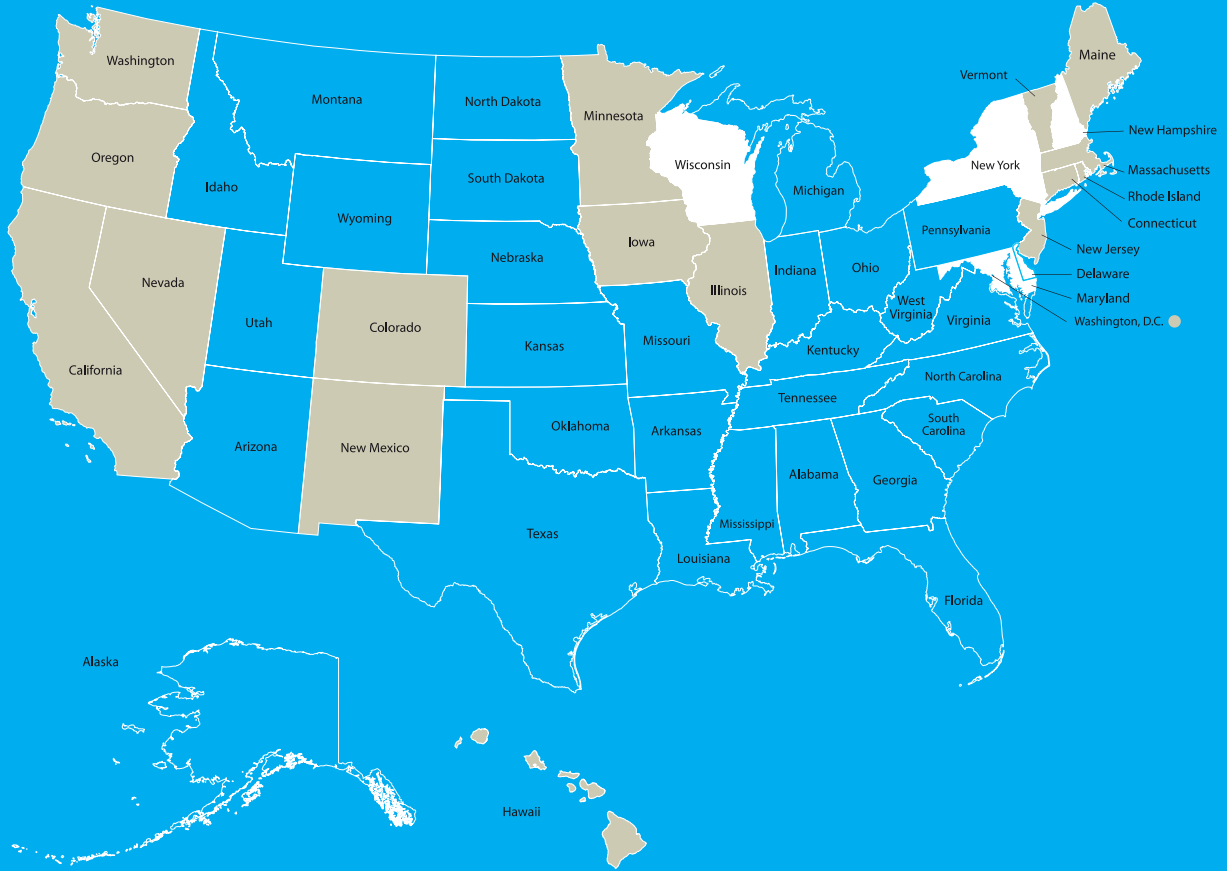 Washington
Montana
North Dakota
Minnesota
Maine
Vermont
New Hampshire
Oregon
Idaho
Wyoming
South Dakota
Wisconsin
Michigan
New York
Massachusetts
Rhode Island
Connecticut
Nevada
Nebraska
Iowa
Pennsylvania
New Jersey
Utah
Colorado
Illinois
Indiana
Ohio
Delaware
Maryland
Washington, D.C.
California
Kansas
Missouri
West
Virginia
Virginia
Kentucky
Arizona
New Mexico
Oklahoma
Arkansas
Tennessee
North Carolina
South
Carolina
Texas
Mississippi
Alabama
Georgia
Louisiana
Florida
Alaska
Hawaii